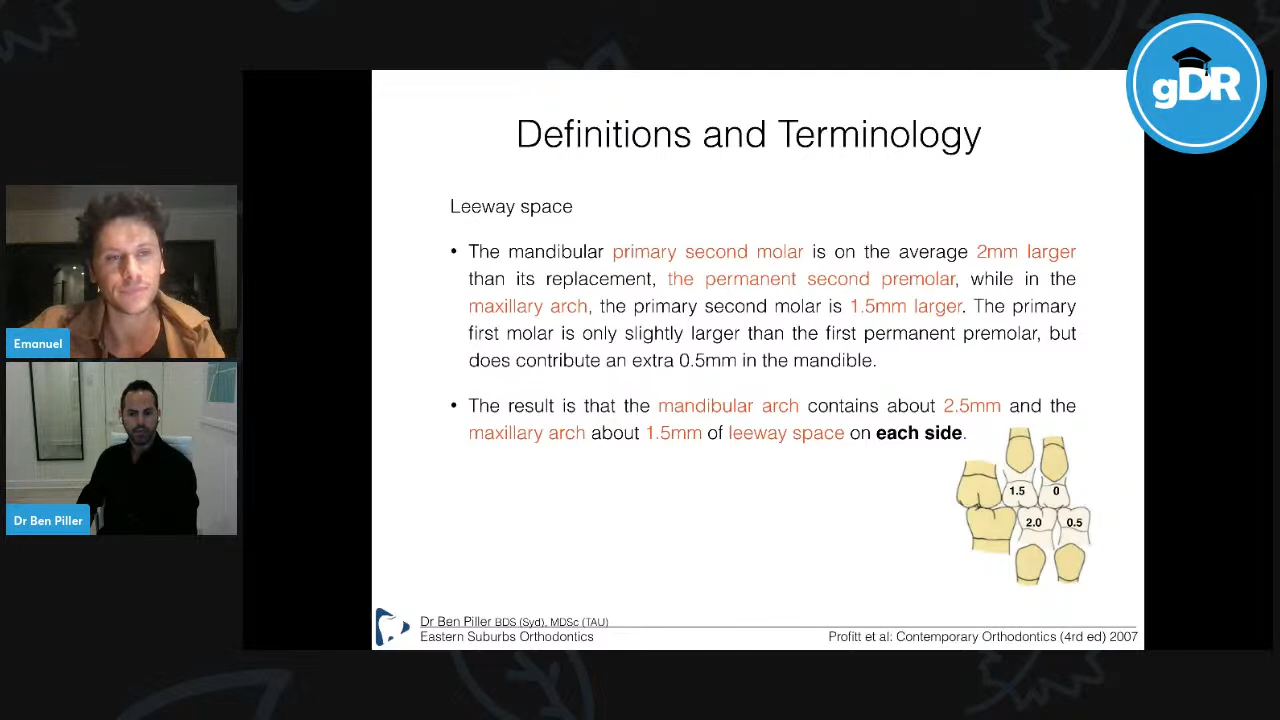 gDR
Definitions and Terminology
Leeway space
• The mandibular primary second molar is on the average 2mm larger
than its replacement, the permanent second premolar, while in the
maxillary arch, the primary second molar is 1.5mm larger. The primary
first molar is only slightly larger than the first permanent premolar, but
does contribute an extra 0.5mm in the mandible.
• The result is that the mandibular arch contains about 2.5mm and the
maxillary arch about 1.5mm of leeway space on each side.
1.5 0
2.0 0.5
Emanuel
Dr Ben Piller
Dr Ben Piller BDS (Syd), MDSc (TAU)
Eastern Suburbs Orthodontics
Profitt et al: Contemporary Orthodontics (4rd ed) 2007